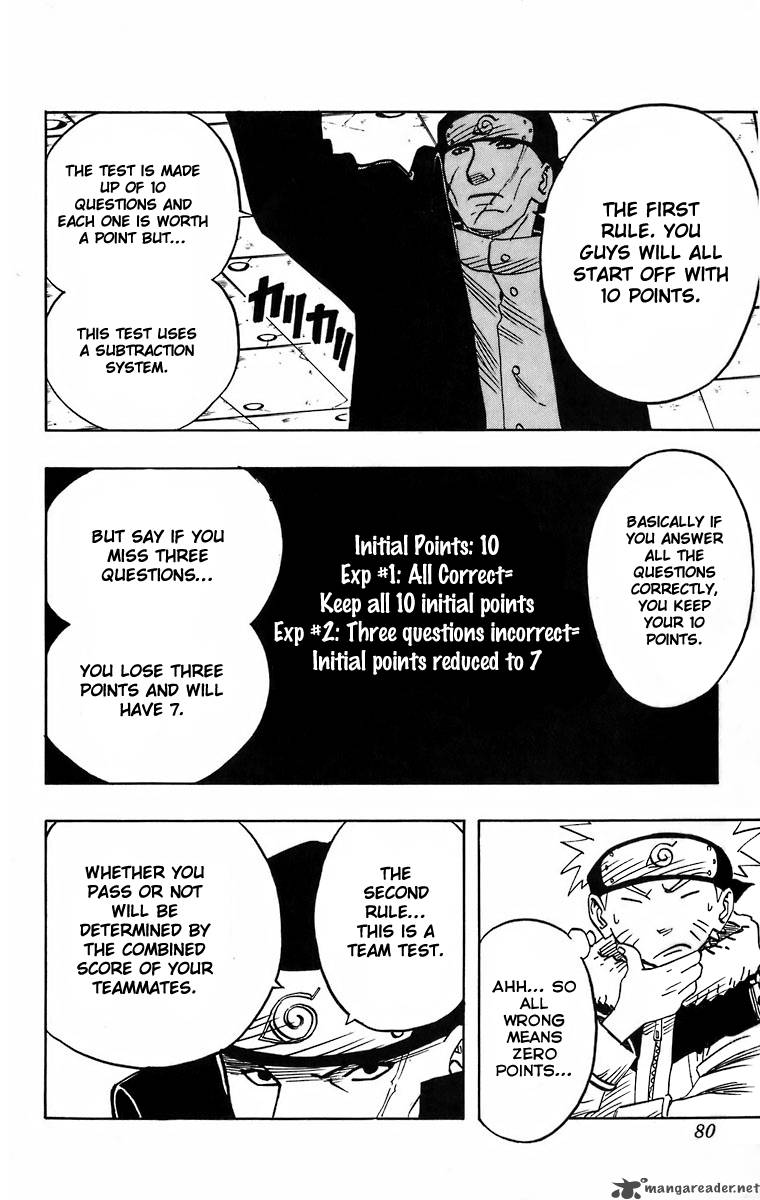 THE FIRST
RULE. YOU
GUYS WILL ALL
START OFF WITH
10 POINTS.
THE TEST IS MADE
UP OF 10
QUESTIONS AND
EACH ONE IS WORTH
A POINT BUT...
THIS TEST USES
A SUBTRACTION
SYSTEM.
カリカリ
BASICALLY IF
YOU ANSWER
ALL THE
QUESTIONS
CORRECTLY,
YOU KEEP
YOUR 10
POINTS.
Initial Points: 10
Exp #1: All Correct=
Keep all 10 initial points
Exp #2: Three questions incorrect=
Initial points reduced to 7
BUT SAY IF YOU
MISS THREE
QUESTIONS...
YOU LOSE THREE
POINTS AND WILL
HAVE 7.
AHH... SO
ALL
WRONG
MEANS
ZERO
POINTS...
THE
SECOND
RULE...
THIS IS A
TEAM TEST.
WHETHER YOU
PASS OR NOT
WILL BE
DETERMINED BY
THE COMBINED
SCORE OF YOUR
TEAMMATES.
80
mangareader.net